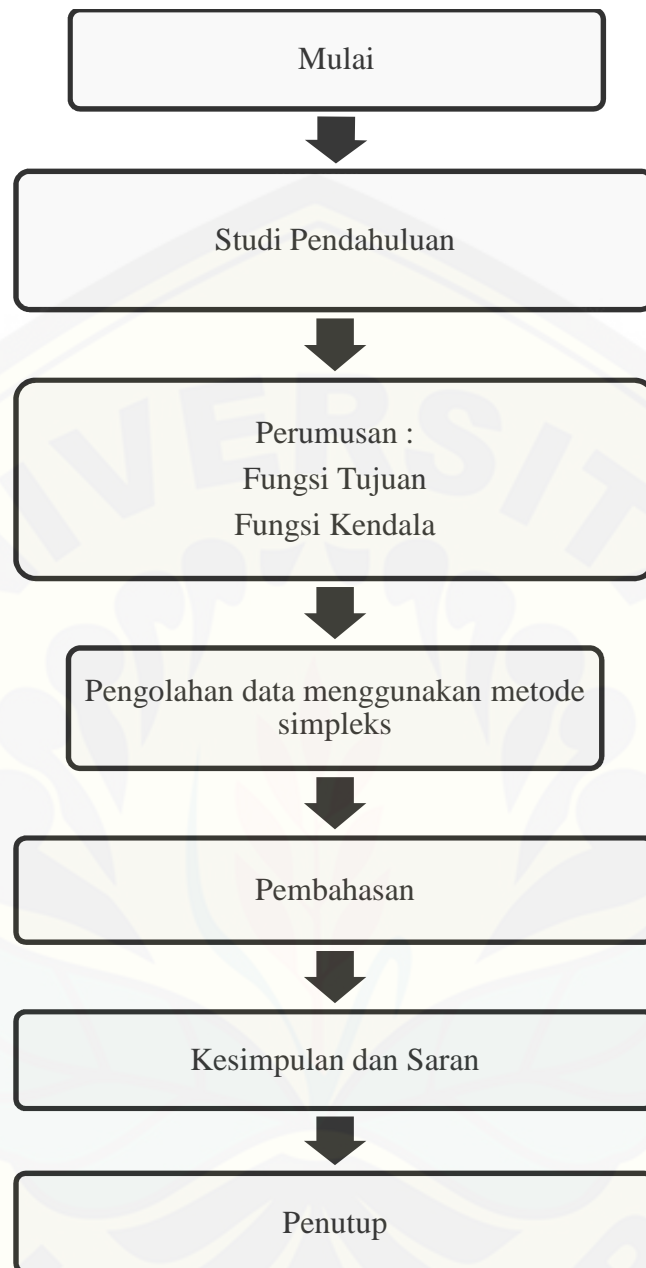 Mulai
Studi Pendahuluan
Perumusan :
Fungsi Tujuan
Fungsi Kendala
Pengolahan data menggunakan metode
simpleks
Pembahasan
Kesimpulan dan Saran
Penutup